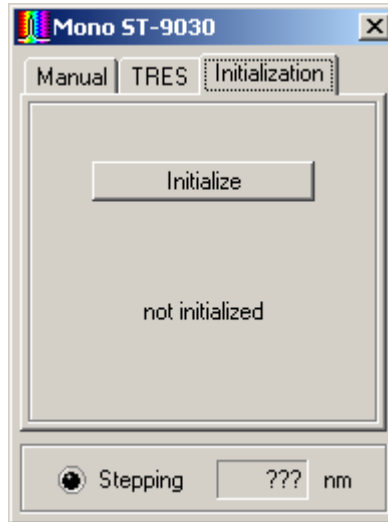 Mono ST-9030
Manual TRES Initialization
Initialize
not initialized
Stepping ??? nm